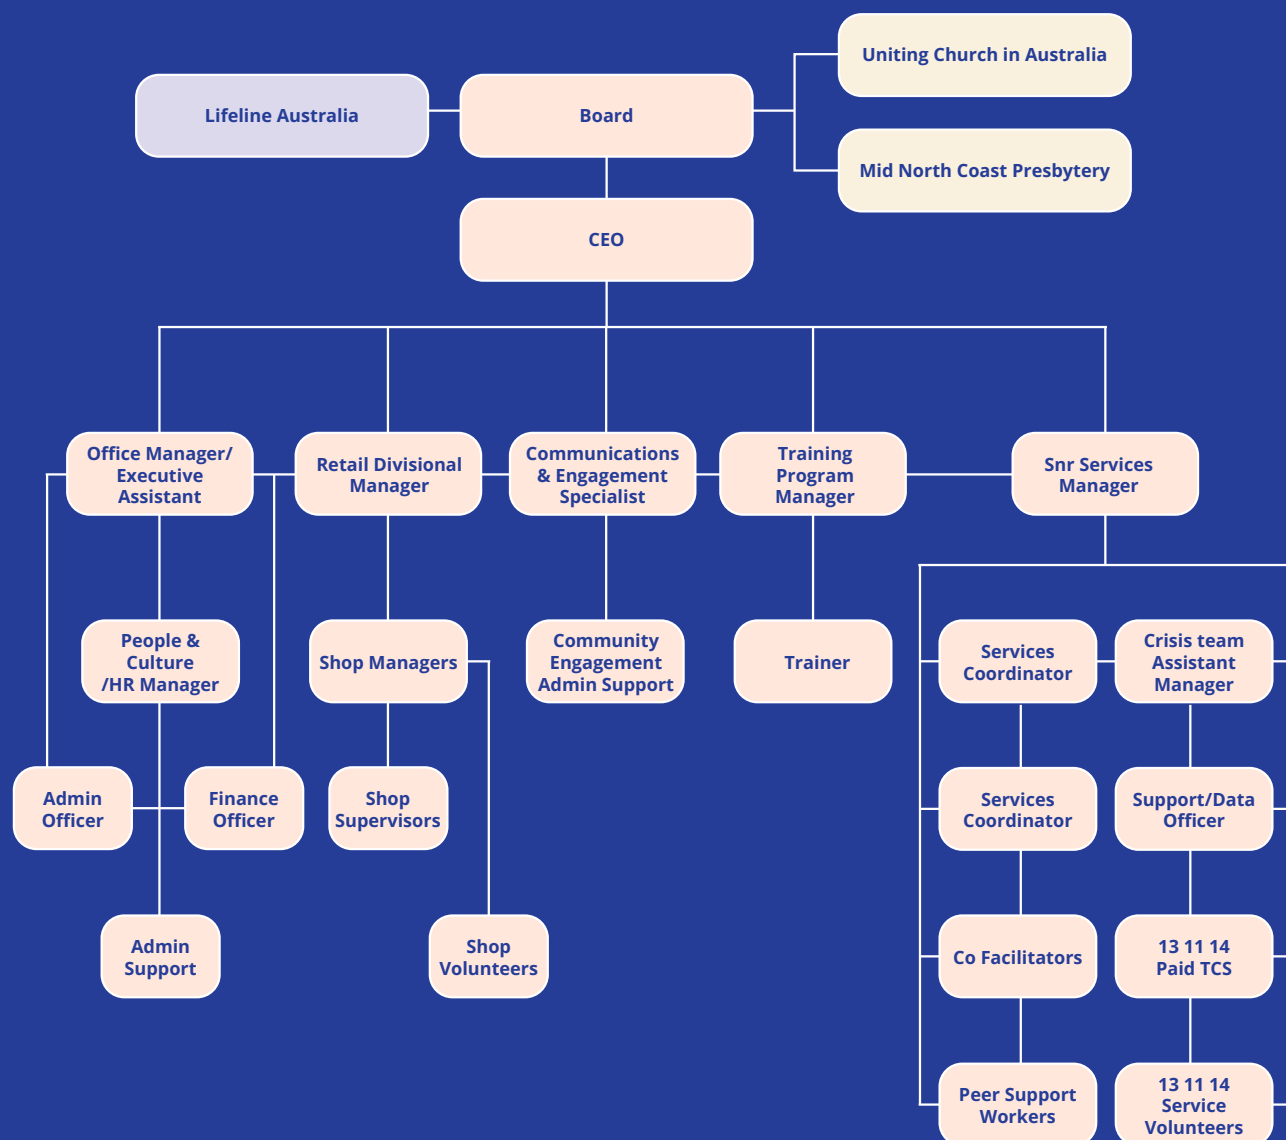 Uniting Church in Australia
Lifeline Australia
Board
Mid North Coast Presbytery
CEO
Office Manager/
Executive
Assistant
Retail Divisional
Manager
Communications
& Engagement
Specialist
Training
Program
Manager
Snr Services
Manager
People &
Culture
/HR Manager
Shop Managers
Community
Engagement
Admin Support
Trainer
Services
Coordinator
Crisis team
Assistant
Manager
Admin
Officer
Finance
Officer
Shop
Supervisors
Services
Coordinator
Support/Data
Officer
Admin
Support
Shop
Volunteers
Co Facilitators
13 11 14
Paid TCS
Peer Support
Workers
13 11 14
Service
Volunteers